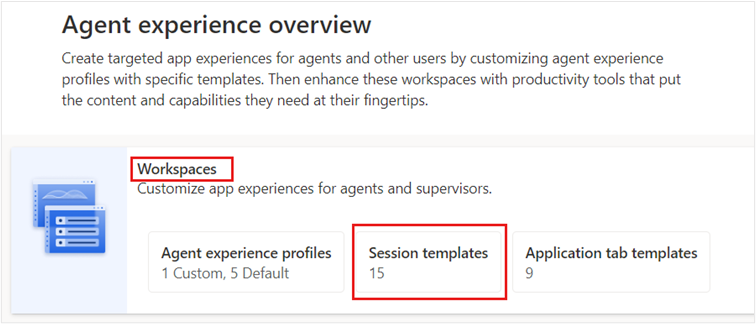 Agent experience overview
Create targeted app experiences for agents and other users by customizing agent experience
profiles with specific templates. Then enhance these workspaces with productivity tools that put
the content and capabilities they need at their fingertips.
Workspaces
Customize app experiences for agents and supervisors.
Agent experience profiles
1 Custom, 5 Default
Session templates
15
Application tab templates
9